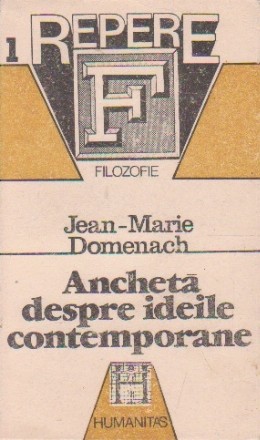 1 REPERE
F
FILOZOFIE
Jean-Marie
Domenach
Anchetă
despre ideile
contemporane
H
HUMANITAS